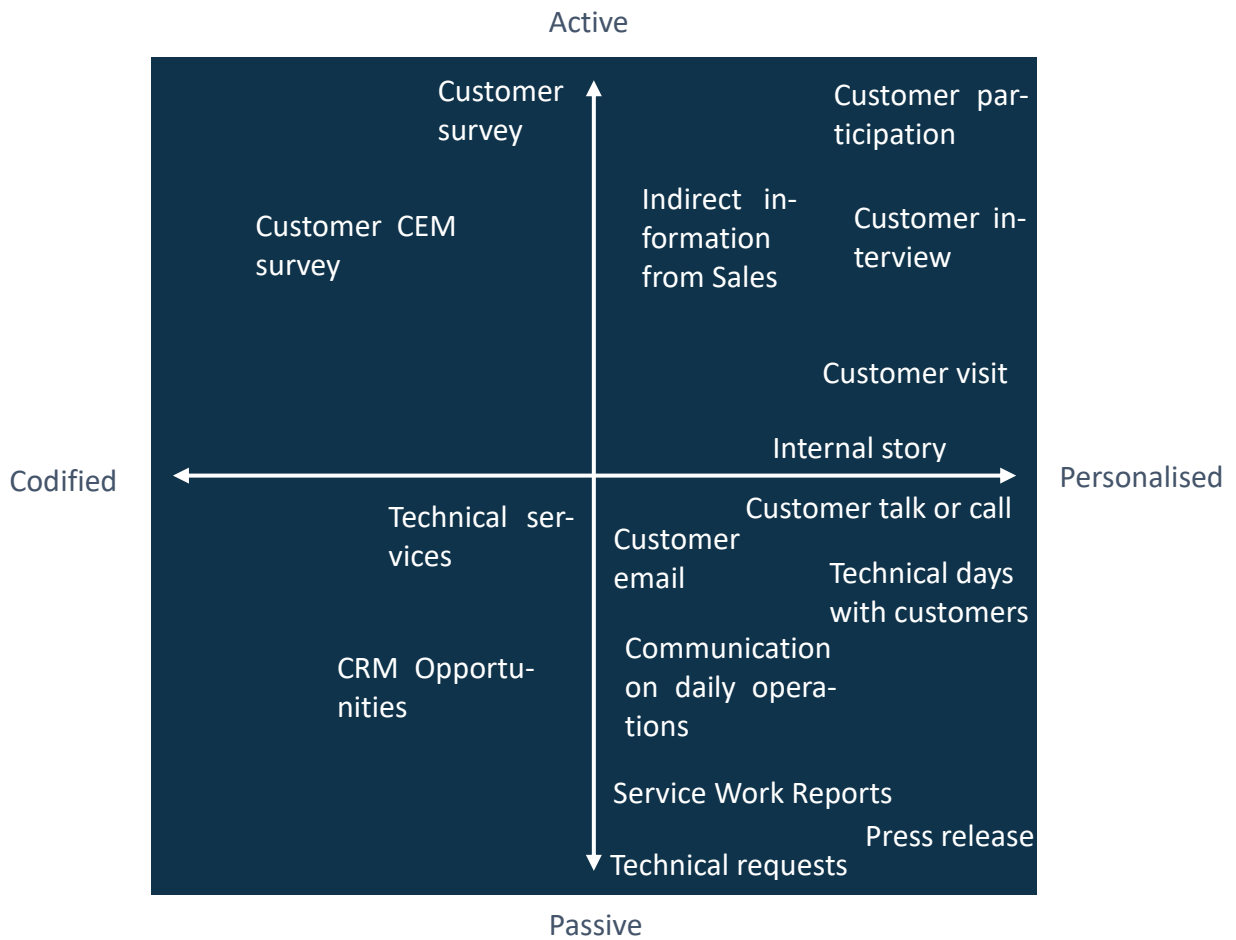 Active
Customer
survey
Customer par-
ticipation
Customer CEM
survey
Indirect in-
formation
from Sales
Customer in-
terview
Customer visit
Internal story
Codified
Personalised
Technical ser-
vices
Customer talk or call
Customer
email
Technical days
with customers
CRM Opportu-
nities
Communication
on daily opera-
tions
Service Work Reports
Press release
Technical requests
Passive